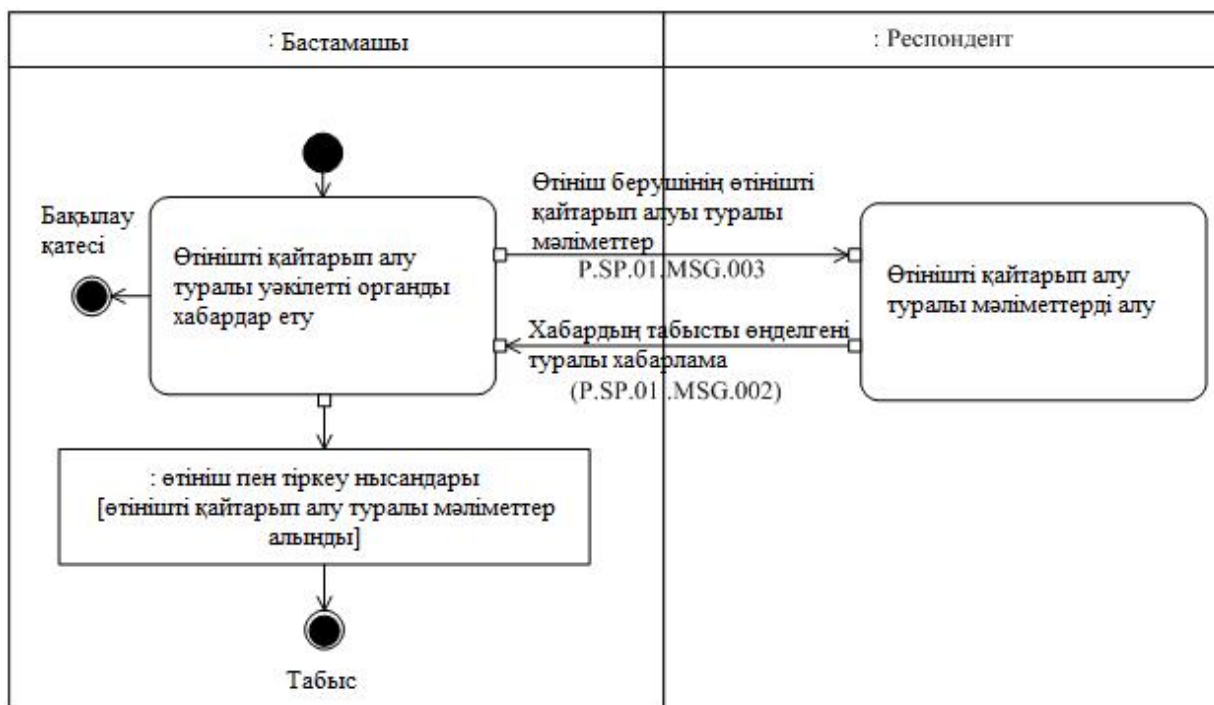 : Бастамашы
: Респондент
Өтініш берушінің өтінішті
қайтарып алуы туралы
мәліметтер
P.SP.01.MSG.003
Бақылау
қатесі
Өтінішті қайтарып алу
туралы уәкілетті органды
хабардар ету
Өтінішті қайтарып алу
туралы мәліметтерді алу
Хабардың табысты өңделгені
туралы хабарлама
(P.SP.01.MSG.002)
: өтініш пен тіркеу нысандары
[өтінішті қайтарып алу туралы мәліметтер
алынды]
Табыс